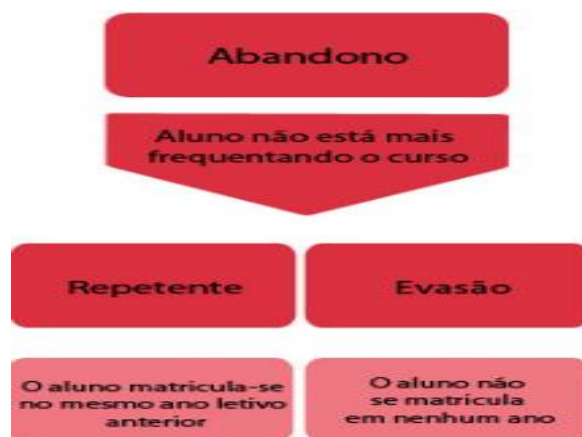 Abandono
Aluno não está mais
frequentando o curso
Repetente
Evasão
O aluno matricula-se
no mesmo ano letivo
anterior
O aluno não
se matricula
em nenhum ano